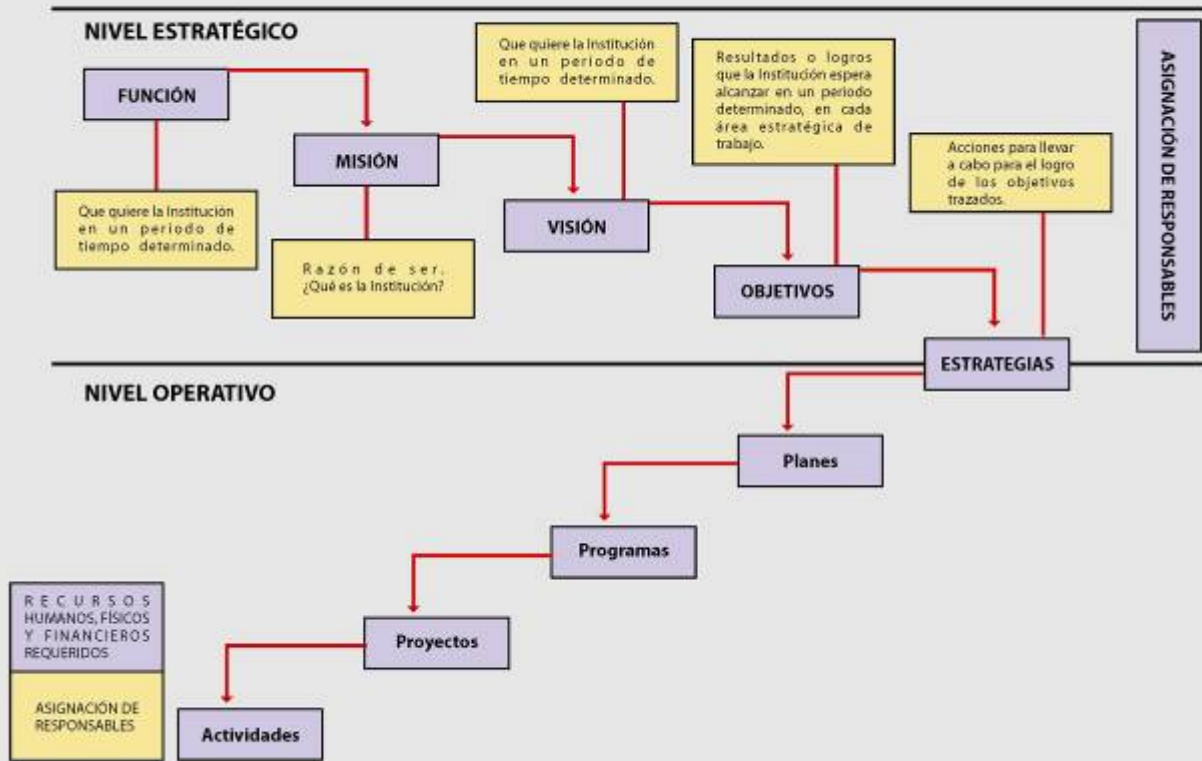 NIVEL ESTRATÉGICO
FUNCIÓN
Que quiere la Institución
en un periodo de
tiempo determinado.
MISIÓN
Razón de ser.
¿Qué es la Institución?
Que quiere la Institución
en un periodo de
tiempo determinado.
VISIÓN
Resultados o logros
que la Institución espera
alcanzar en un periodo
determinado, en cada
área estratégica de
trabajo.
OBJETIVOS
Acciones para llevar
a cabo para el logro
de los objetivos
trazados.
ESTRATEGIAS
ASIGNACIÓN DE RESPONSABLES
NIVEL OPERATIVO
Planes
Programas
Proyectos
Actividades
RECURSOS
HUMANOS, FÍSICOS
Y FINANCIEROS
REQUERIDOS
ASIGNACIÓN DE
RESPONSABLES